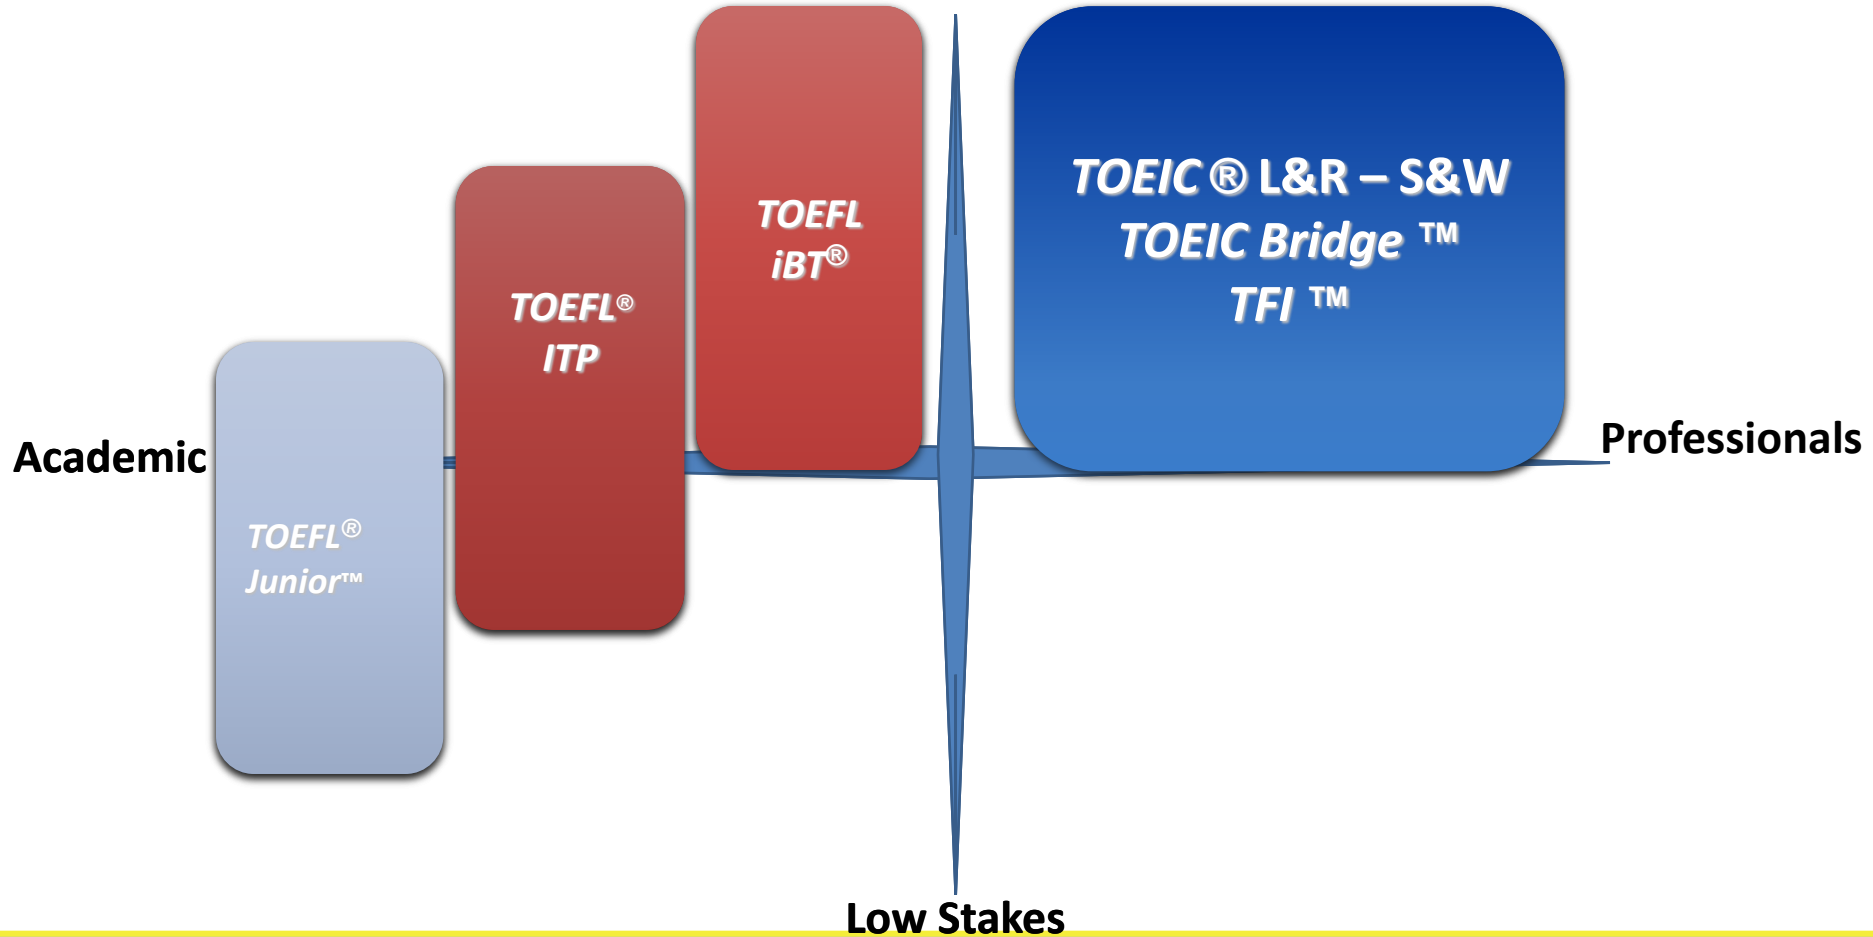 TOEIC ® L&R – S&W
TOEIC Bridge ™
TFI ™
TOEFL
iBT®
TOEFL®
ITP
Academic
Professionals
TOEFL®
Junior™
Low Stakes